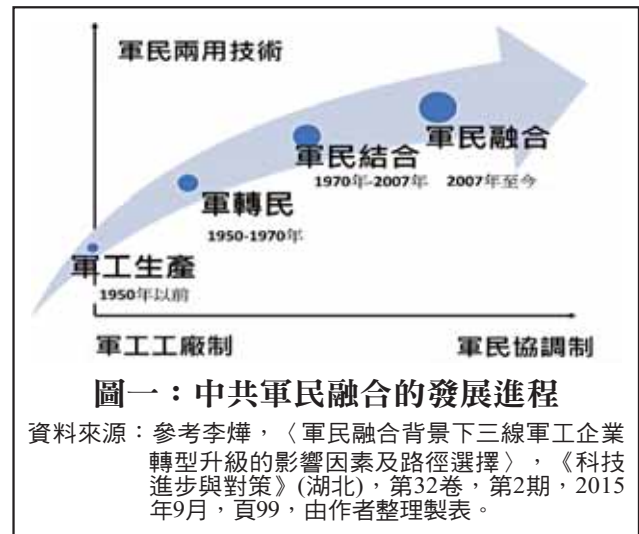 軍民兩用技術
軍民融合
2007年至今
軍民結合
1970年-2007年
軍轉民
1950-1970年
軍工生產
1950年以前
軍工工廠制
軍民協調制
圖一：中共軍民融合的發展進程
資料來源：參考李燁，〈軍民融合背景下三線軍工企業
轉型升級的影響因素及路徑選擇〉，《科技
進步與對策》(湖北)，第32卷，第2期，2015
年9月，頁99，由作者整理製表。